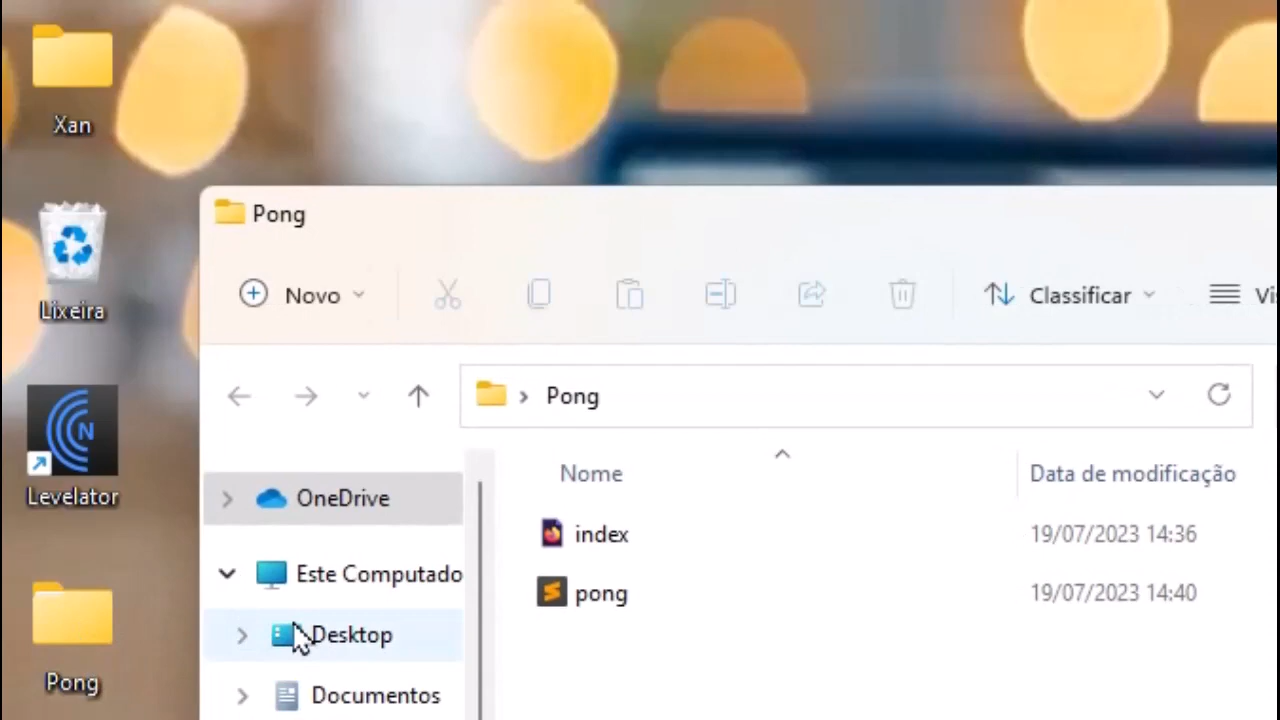 Xan
Lixeira
Levelator
Pong
Pong
Novo
Classificar
Pong
OneDrive
Este Computado
Desktop
Documentos
Nome
Data de modificação
index
19/07/2023 14:36
pong
19/07/2023 14:40